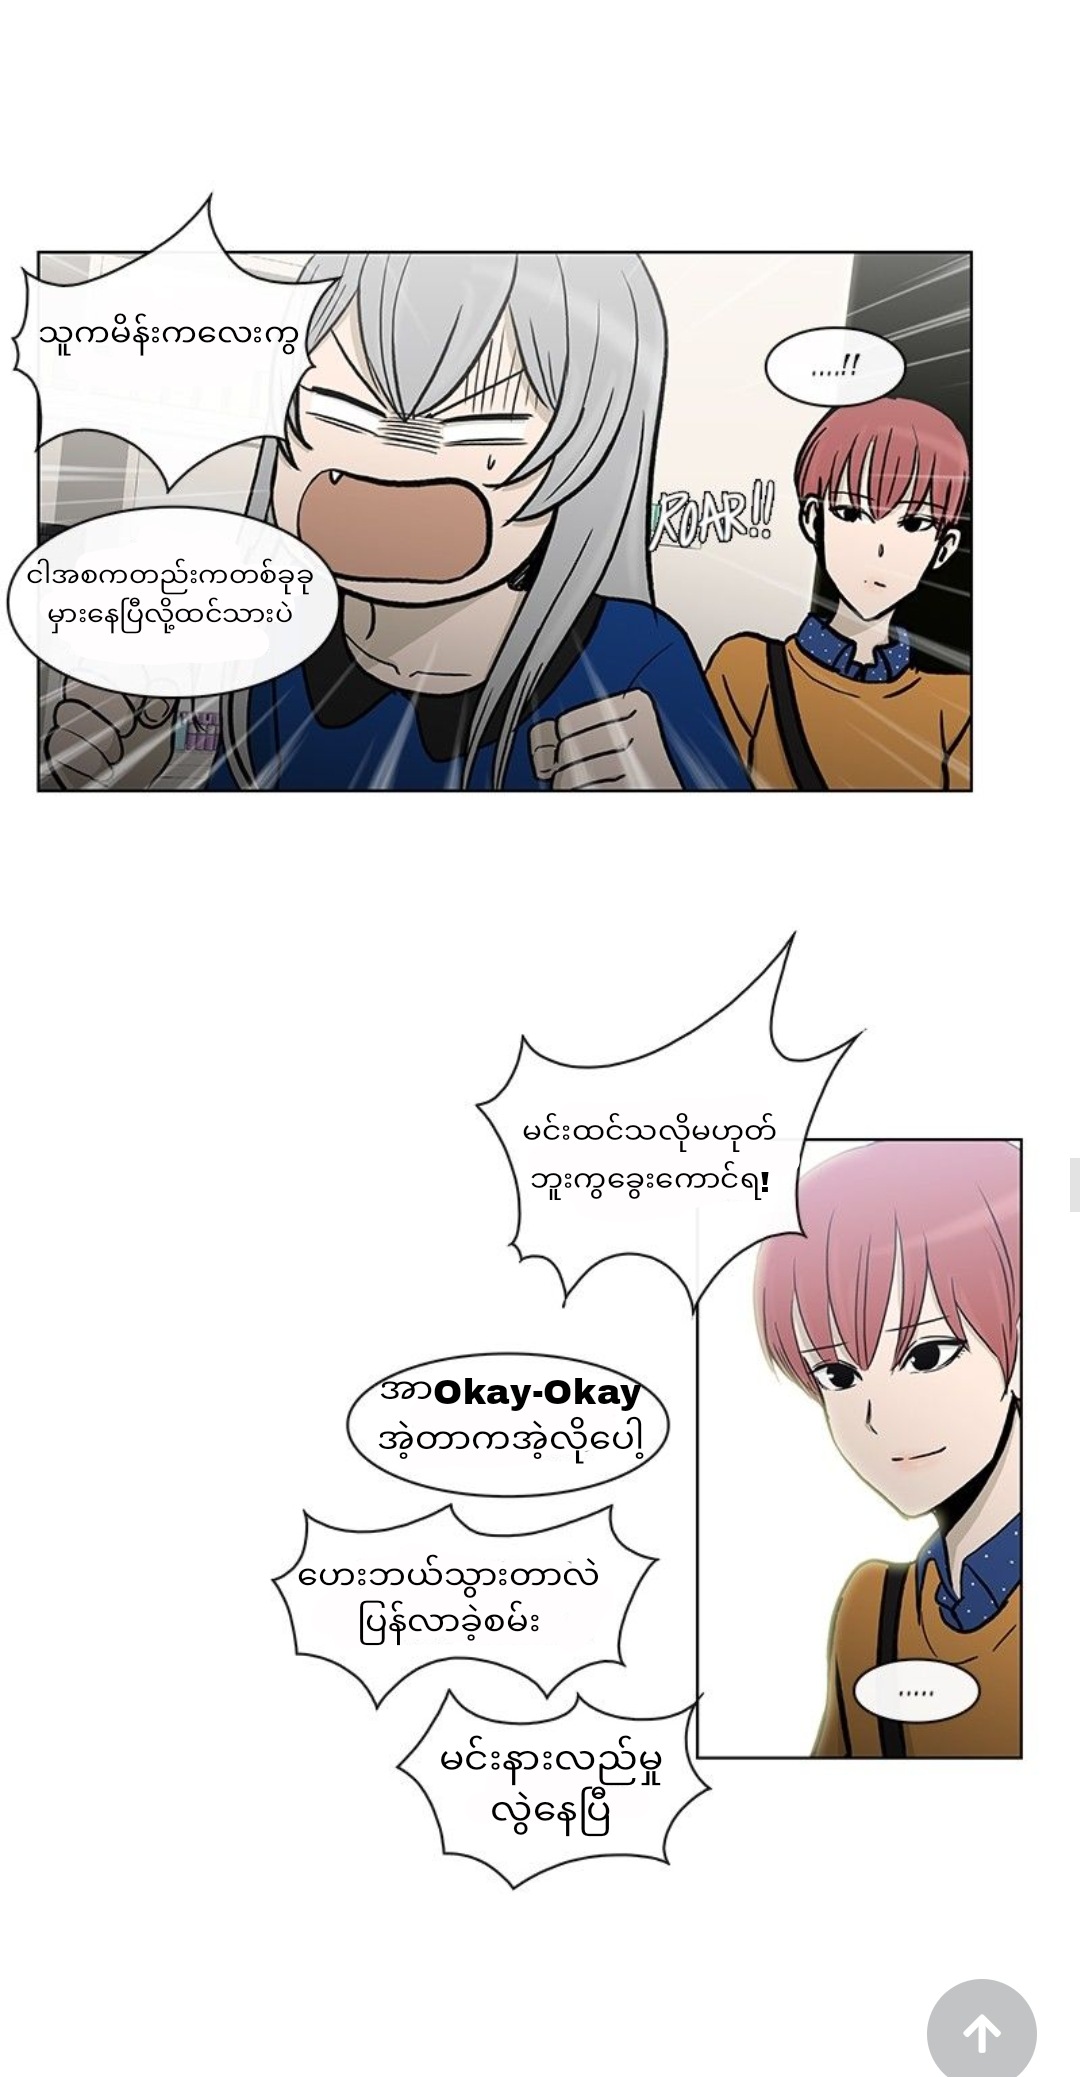 သူကမိန်းကလေးကွ
....!!
ROAR!!
ငါအစကတည်းကတစ်ခုခု
မှားနေပြီလို့ထင်သားပဲ
မင်းထင်သလိုမဟုတ်
ဘူးကွခွေးကောင်ရ!
အာOkay-Okay
အဲ့တာကအဲ့လိုပေါ့
ဟေးဘယ်သွားတာလဲ
ပြန်လာခဲ့စမ်း
.....
မင်းနားလည်မှု
လွဲနေပြီ